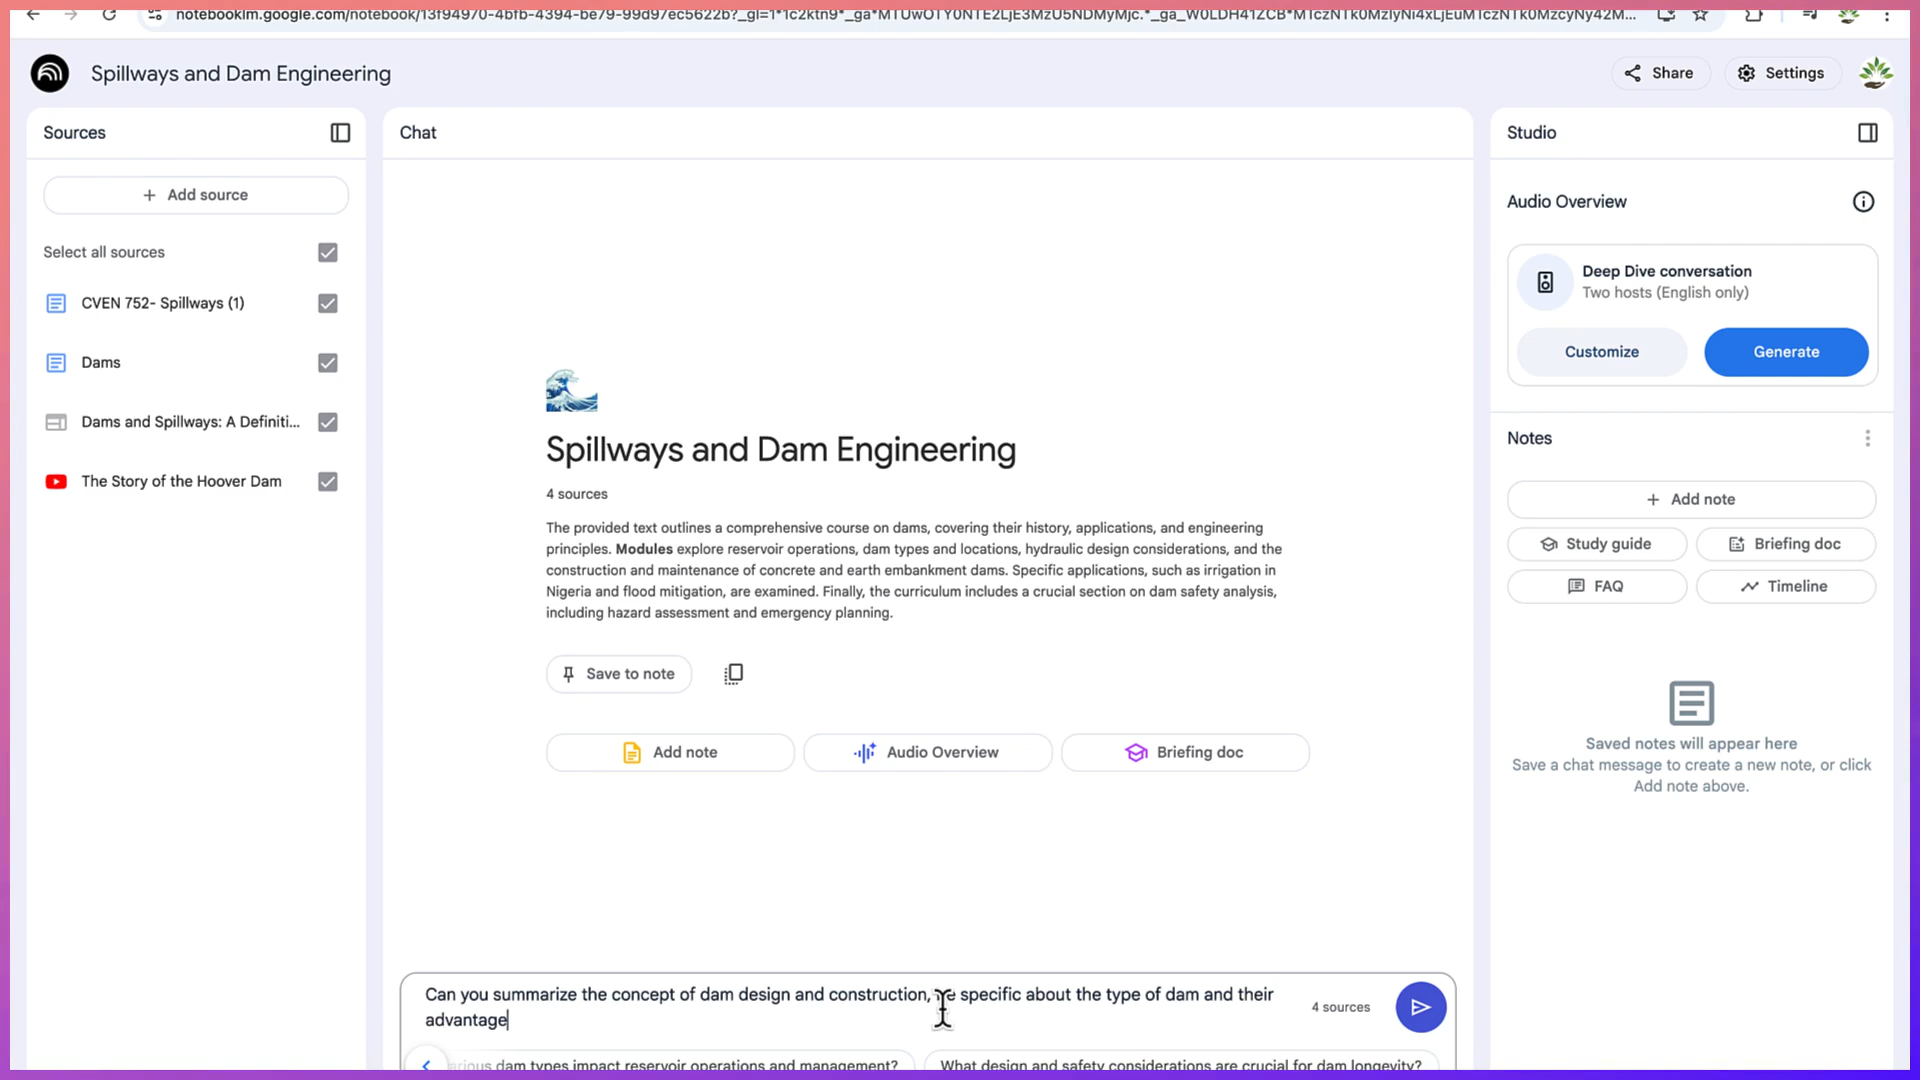 Spillways and Dam Engineering
Share
Settings
Sources
Add source
Select all sources
CVEN 752- Spillways (1)
Dams
Dams and Spillways: A Definiti...
The Story of the Hoover Dam
Chat
Spillways and Dam Engineering
4 sources
The provided text outlines a comprehensive course on dams, covering their history, applications, and engineering
principles. Modules explore reservoir operations, dam types and locations, hydraulic design considerations, and the
construction and maintenance of concrete and earth embankment dams. Specific applications, such as irrigation in
Nigeria and flood mitigation, are examined. Finally, the curriculum includes a crucial section on dam safety analysis,
including hazard assessment and emergency planning.
Save to note
Add note
Audio Overview
Briefing doc
Can you summarize the concept of dam design and construction, specific about the type of dam and their
advantage
4 sources
dam types impact reservoir operations and management?
What design and safety considerations are crucial for dam longevity?
Studio
Audio Overview
Deep Dive conversation
Two hosts (English only)
Customize
Generate
Notes
Add note
Study guide
Briefing doc
FAQ
Timeline
Saved notes will appear here
Save a chat message to create a new note, or click
Add note above.